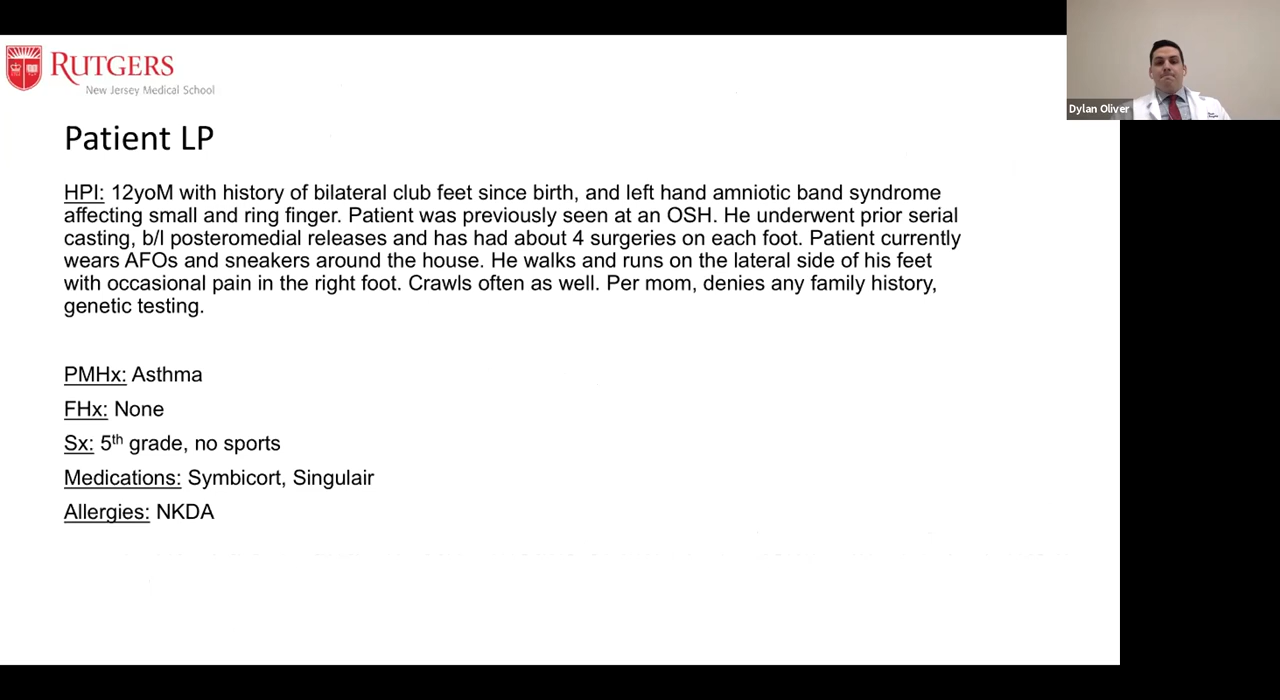 RUTGERS
New Jersey Medical School
Dylan Oliver
Patient LP
HPI: 12yoM with history of bilateral club feet since birth, and left hand amniotic band syndrome
affecting small and ring finger. Patient was previously seen at an OSH. He underwent prior serial
casting, b/l posteromedial releases and has had about 4 surgeries on each foot. Patient currently
wears AFOs and sneakers around the house. He walks and runs on the lateral side of his feet
with occasional pain in the right foot. Crawls often as well. Per mom, denies any family history,
genetic testing.
PMHx: Asthma
FHx: None
Sx: 5th grade, no sports
Medications: Symbicort, Singulair
Allergies: NKDA